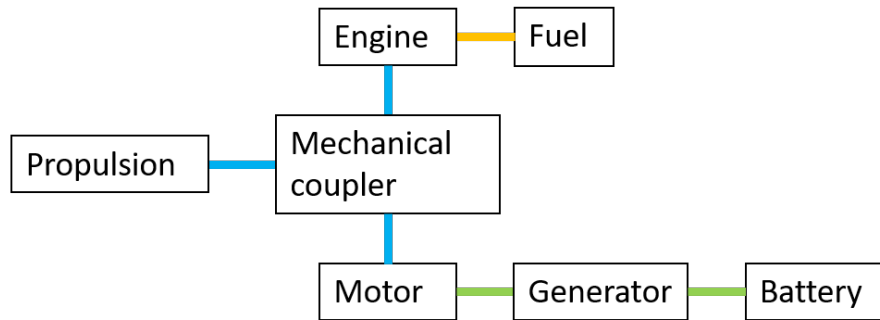 Engine
Fuel
Propulsion
Mechanical
coupler
Motor
Generator
Battery